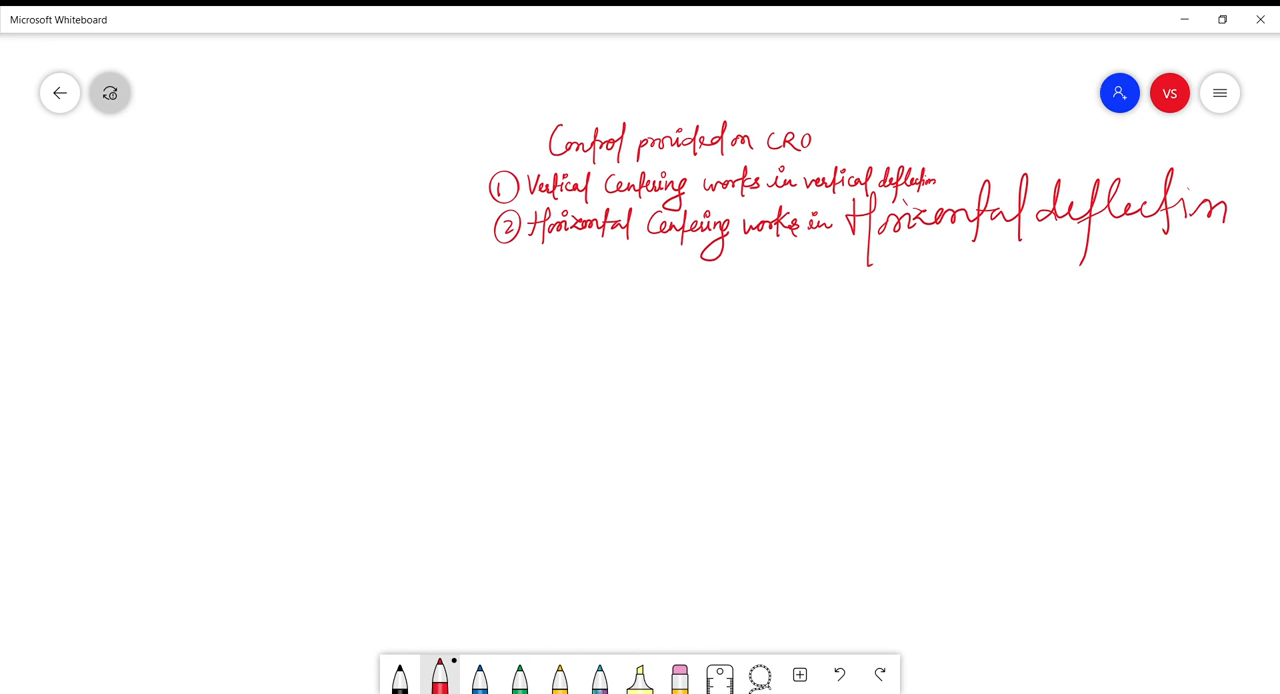 Microsoft Whiteboard
VS
Control provided on CRO
① Vertical Centering works in vertical deflection
② Horizontal Centering works in Horizontal deflection